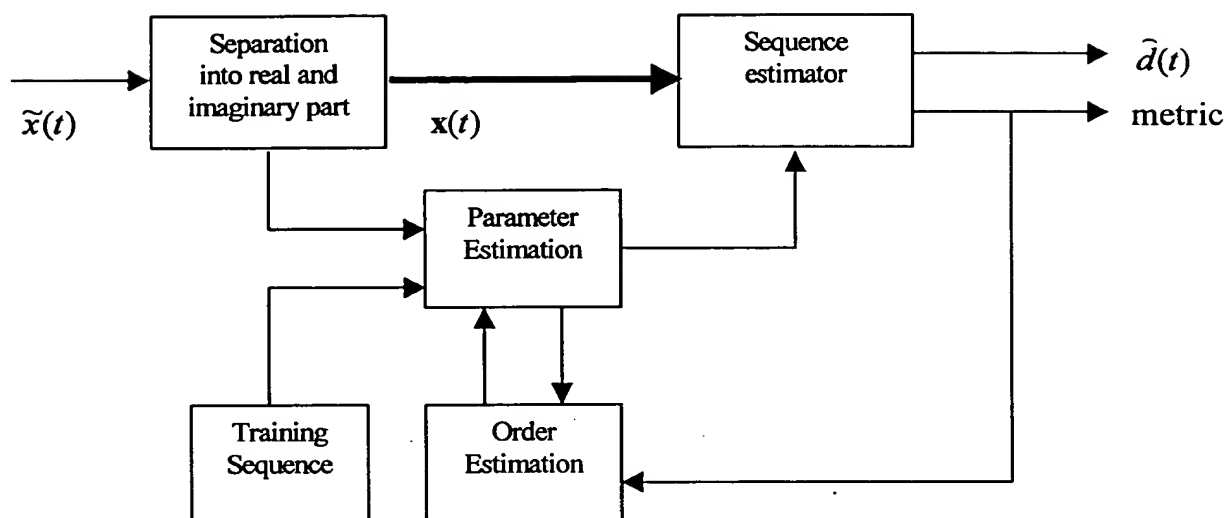 Separation
into real and
imaginary part
Sequence
estimator
x̃(t)
x(t)
d̂(t)
metric
Parameter
Estimation
Training
Sequence
Order
Estimation